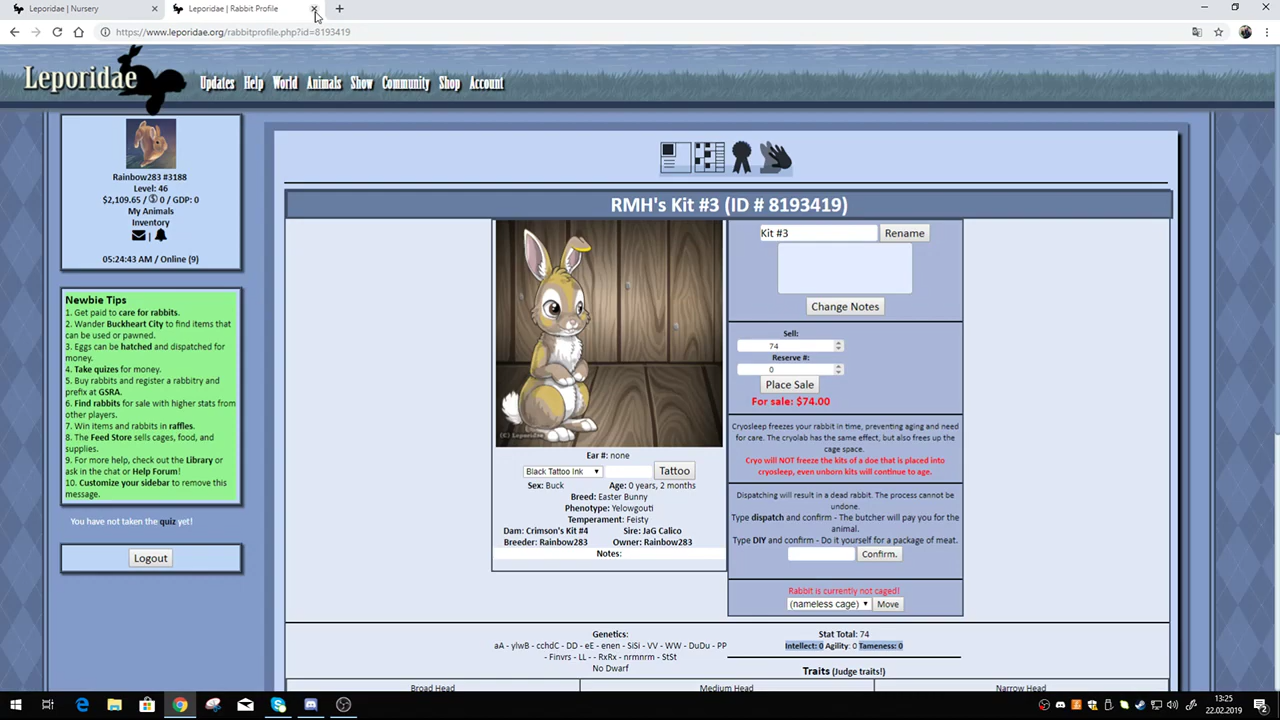 Leporidae | Nursery
Leporidae | Rabbit Profile
https://www.leporidae.org/rabbitprofile.php?id=8193419
Leporidae
Updates Help World Animals Show Community Shop Account
Rainbow283 #3188
Level: 46
$2,109.65 / Ⓢ 0 / GDP: 0
My Animals
Inventory
|
05:24:43 AM / Online (9)
Newbie Tips
1. Get paid to care for rabbits.
2. Wander Buckheart City to find items that
can be used or pawned.
3. Eggs can be hatched and dispatched for
money.
4. Take quizes for money.
5. Buy rabbits and register a rabbitry and
prefix at GSRA.
6. Find rabbits for sale with higher stats from
other players.
7. Win items and rabbits in raffles.
8. The Feed Store sells cages, food, and
supplies.
9. For more help, check out the Library or
ask in the chat or Help Forum!
10. Customize your sidebar to remove this
message.
You have not taken the quiz yet!
Logout
RMH's Kit #3 (ID # 8193419)
(C) Leporidae
Ear #: none
Black Tattoo Ink Tattoo
Sex: Buck Age: 0 years, 2 months
Breed: Easter Bunny
Phenotype: Yelowgouti
Temperament: Feisty
Dam: Crimson's Kit #4 Sire: JaG Calico
Breeder: Rainbow283 Owner: Rainbow283
Notes:
Kit #3 Rename
Change Notes
Sell:
74
Reserve #:
0
Place Sale
For sale: $74.00
Cryosleep freezes your rabbit in time, preventing aging and need
for care. The cryolab has the same effect, but also frees up the
cage space.
Cryo will NOT freeze the kits of a doe that is placed into
cryosleep, even unborn kits will continue to age.
Dispatching will result in a dead rabbit. The process cannot be
undone.
Type dispatch and confirm - The butcher will pay you for the
animal.
Type DIY and confirm - Do it yourself for a package of meat.
Confirm.
Rabbit is currently not caged!
(nameless cage) Move
Genetics:
aA - ylwB - cchdC - DD - eE - enen - SiSi - VV - WW - DuDu - PP
- Finvrs - LL - - RxRx - nrmnrm - StSt
No Dwarf
Stat Total: 74
Intellect: 0 Agility: 0 Tameness: 0
Traits (Judge traits!)
Broad Head Medium Head Narrow Head
13:25
22.02.2019
2